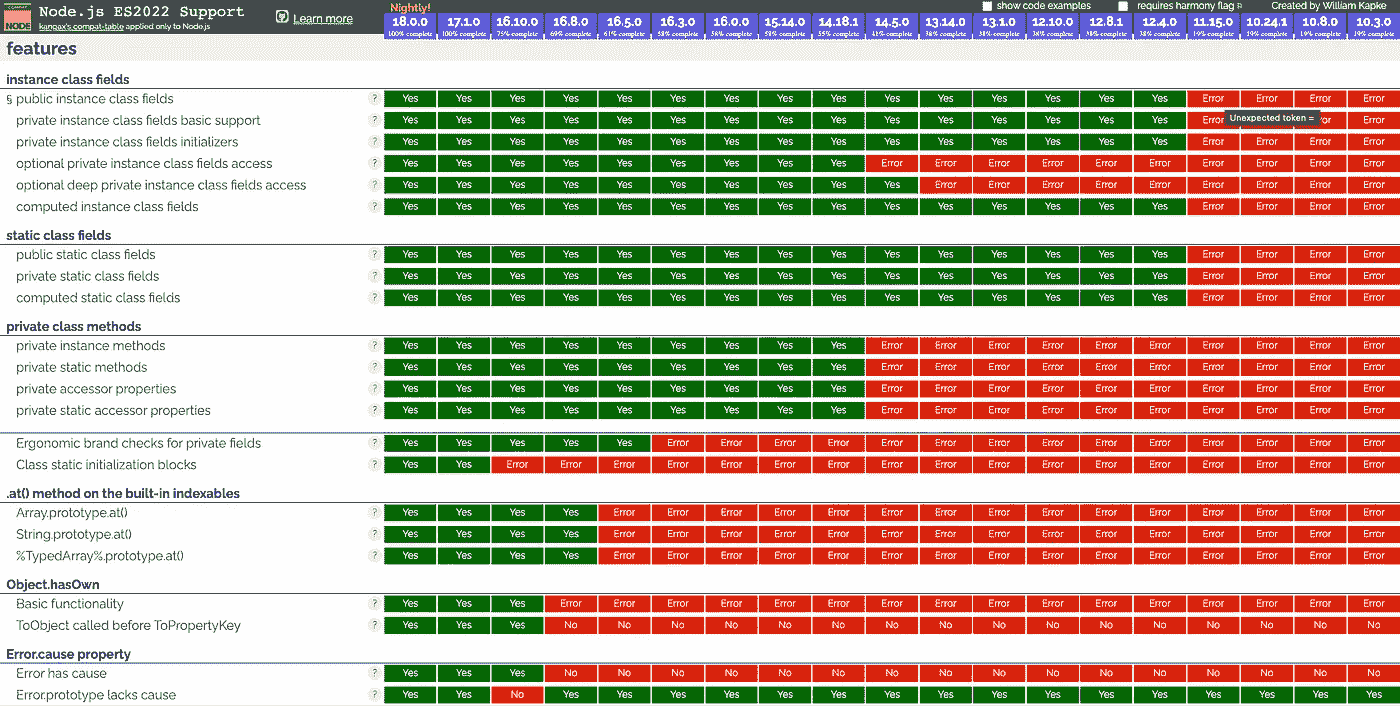 Node.js ES2022 Support
kangax's compat-table applied only to Node.js
COMPAT
NODE
Learn more
Nightly!
show code examples requires harmony flag Created by William Kapke
18.0.0 17.1.0 16.10.0 16.8.0 16.5.0 16.3.0 16.0.0 15.14.0 14.18.1 14.5.0 13.14.0 13.1.0 12.10.0 12.8.1 12.4.0 11.15.0 10.24.1 10.8.0 10.3.0
100% complete 100% complete 75% complete 69% complete 61% complete 58% complete 58% complete complete complete 41% complete 38% complete 38% complete 38% complete 38% complete 38% complete 19% complete 19% complete 19% complete 19% complete
features
instance class fields
§ public instance class fields ? Yes Yes Yes Yes Yes Yes Yes Yes Yes Yes Yes Yes Yes Yes Yes Error Error Error Error
private instance class fields basic support ? Yes Yes Yes Yes Yes Yes Yes Yes Yes Yes Yes Yes Yes Yes Yes Erro or Error
Unexpected token =
private instance class fields initializers ? Yes Yes Yes Yes Yes Yes Yes Yes Yes Yes Yes Yes Yes Yes Yes Error Error Error Error
optional private instance class fields access ? Yes Yes Yes Yes Yes Yes Yes Yes Yes Error Error Error Error Error Error Error Error Error Error
optional deep private instance class fields access ? Yes Yes Yes Yes Yes Yes Yes Yes Yes Yes Error Error Error Error Error Error Error Error Error
computed instance class fields ? Yes Yes Yes Yes Yes Yes Yes Yes Yes Yes Yes Yes Yes Yes Yes Error Error Error Error
static class fields
public static class fields ? Yes Yes Yes Yes Yes Yes Yes Yes Yes Yes Yes Yes Yes Yes Yes Error Error Error Error
private static class fields ? Yes Yes Yes Yes Yes Yes Yes Yes Yes Yes Yes Yes Yes Yes Yes Error Error Error Error
computed static class fields ? Yes Yes Yes Yes Yes Yes Yes Yes Yes Yes Yes Yes Yes Yes Yes Error Error Error Error
private class methods
private instance methods ? Yes Yes Yes Yes Yes Yes Yes Yes Yes Error Error Error Error Error Error Error Error Error Error
private static methods ? Yes Yes Yes Yes Yes Yes Yes Yes Yes Error Error Error Error Error Error Error Error Error Error
private accessor properties ? Yes Yes Yes Yes Yes Yes Yes Yes Yes Error Error Error Error Error Error Error Error Error Error
private static accessor properties ? Yes Yes Yes Yes Yes Yes Yes Yes Yes Error Error Error Error Error Error Error Error Error Error
Ergonomic brand checks for private fields ? Yes Yes Yes Yes Yes Error Error Error Error Error Error Error Error Error Error Error Error Error Error
Class static initialization blocks ? Yes Yes Error Error Error Error Error Error Error Error Error Error Error Error Error Error Error Error Error
.at() method on the built-in indexables
Array.prototype.at() ? Yes Yes Yes Yes Error Error Error Error Error Error Error Error Error Error Error Error Error Error Error
String.prototype.at() ? Yes Yes Yes Yes Error Error Error Error Error Error Error Error Error Error Error Error Error Error Error
%TypedArray%.prototype.at() ? Yes Yes Yes Yes Error Error Error Error Error Error Error Error Error Error Error Error Error Error Error
Object.hasOwn
Basic functionality ? Yes Yes Yes Error Error Error Error Error Error Error Error Error Error Error Error Error Error Error Error
ToObject called before ToPropertyKey ? Yes Yes Yes No No No No No No No No No No No No No No No No
Error.cause property
Error has cause ? Yes Yes Yes No No No No No No No No No No No No No No No No
Error.prototype lacks cause ? Yes Yes No Yes Yes Yes Yes Yes Yes Yes Yes Yes Yes Yes Yes Yes Yes Yes Yes